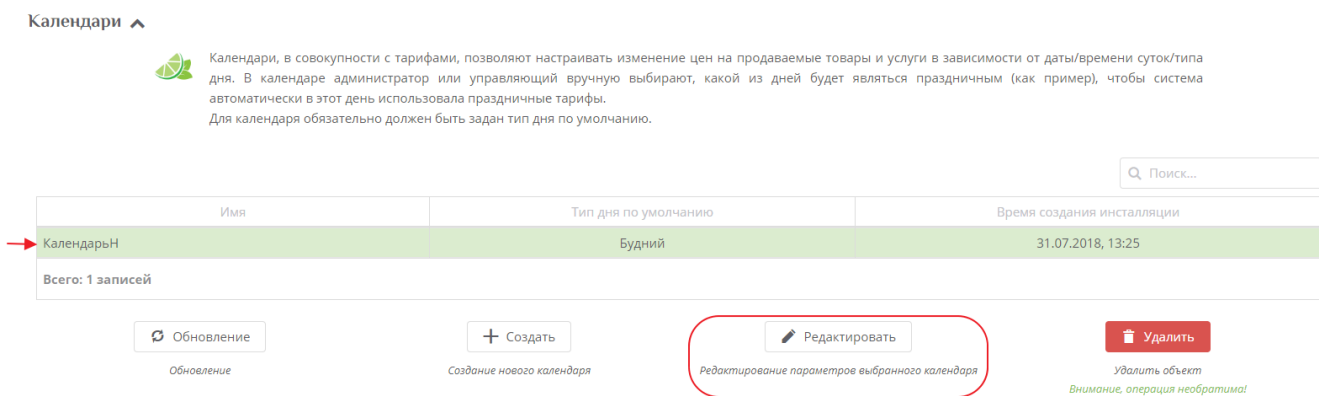 Календари
Календари, в совокупности с тарифами, позволяют настраивать изменение цен на продаваемые товары и услуги в зависимости от даты/времени суток/типа
дня. В календаре администратор или управляющий вручную выбирают, какой из дней будет являться праздничным (как пример), чтобы система
автоматически в этот день использовала праздничные тарифы.
Для календаря обязательно должен быть задан тип дня по умолчанию.
Поиск...
Имя Тип дня по умолчанию Время создания инсталляции
КалендарьН Будний 31.07.2018, 13:25
Всего: 1 записей
Обновление Создать Редактировать Удалить
Обновление Создание нового календаря Редактирование параметров выбранного календаря Удалить объект
Внимание, операция необратима!